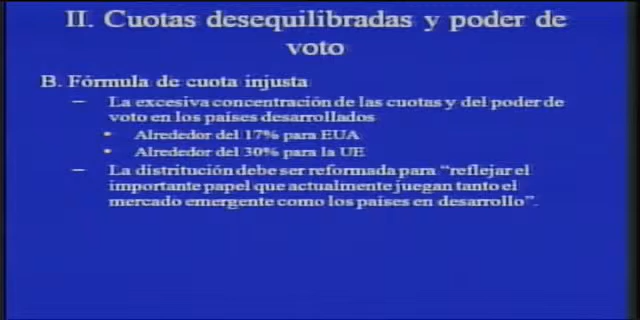 II. Cuotas desequilibradas y poder de
voto
B. Fórmula de cuota injusta
– La excesiva concentración de las cuotas y del poder de
voto en los países desarrollados
• Alrededor del 17% para EUA
• Alrededor del 30% para la UE
– La distritución debe ser reformada para “reflejar el
importante papel que actualmente juegan tanto el
mercado emergente como los países en desarrollo”.